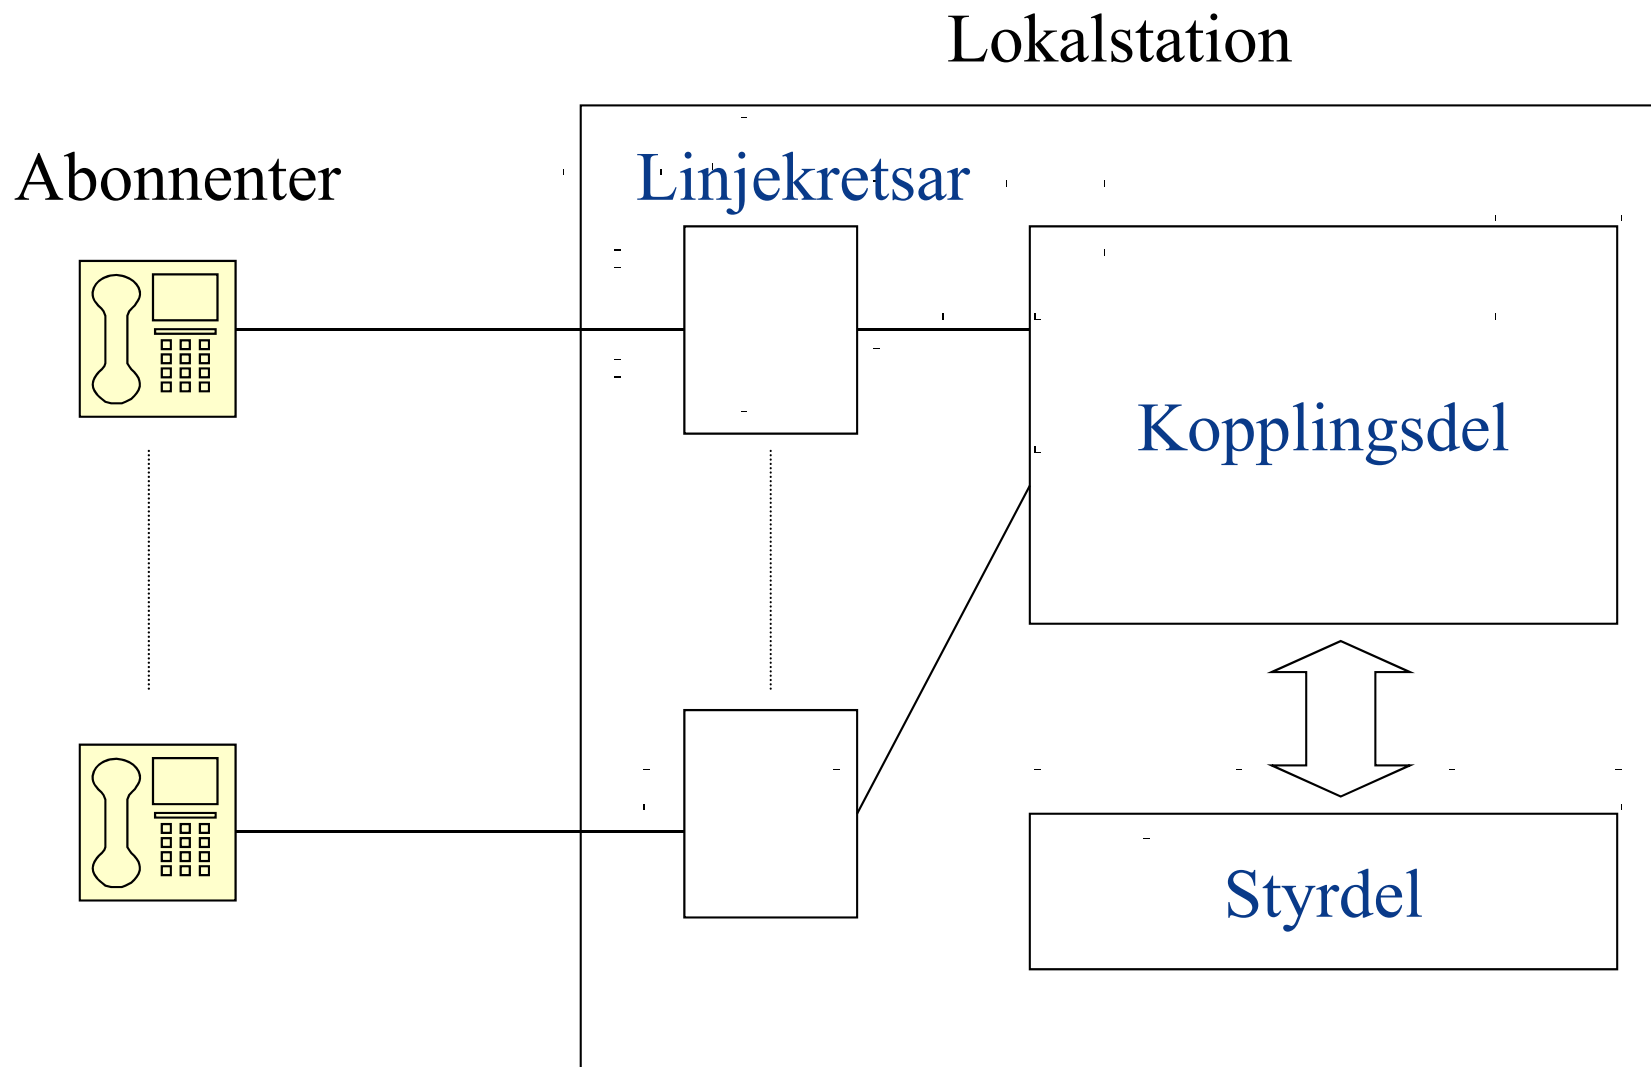 Lokalstation
Abonnenter
Linjekretsar
Kopplingsdel
Styrdel